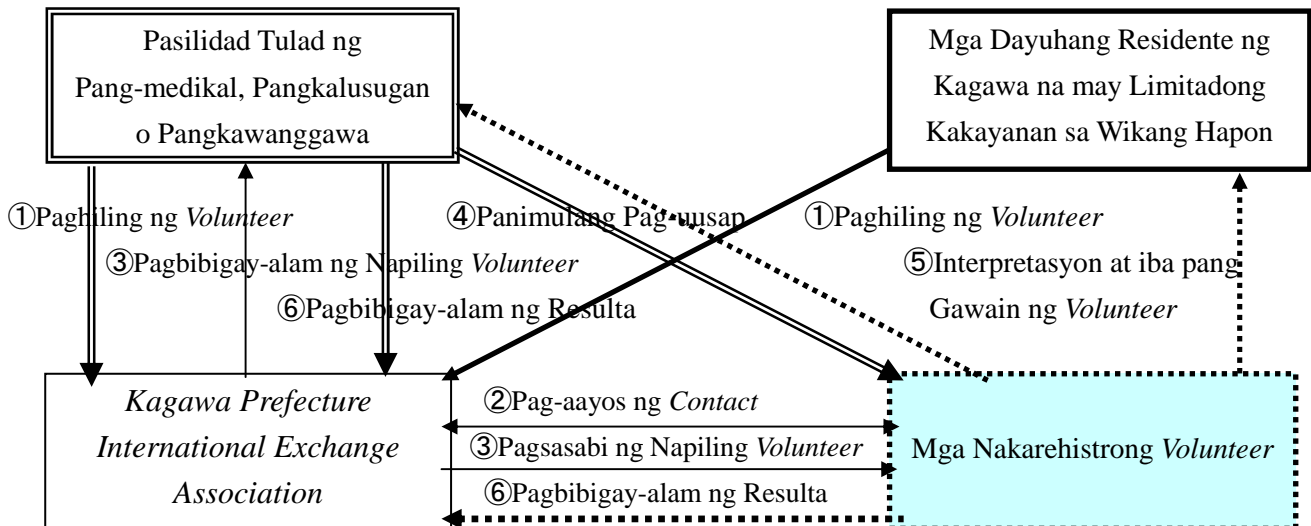 Pasilidad Tulad ng
Pang-medikal, Pangkalusugan
o Pangkawanggawa
Mga Dayuhang Residente ng
Kagawa na may Limitadong
Kakayanan sa Wikang Hapon
①Paghiling ng Volunteer
④Panimulang Pag-uusap
①Paghiling ng Volunteer
③Pagbibigay-alam ng Napiling Volunteer
⑤Interpretasyon at iba pang
Gawain ng Volunteer
⑥Pagbibigay-alam ng Resulta
Kagawa Prefecture
International Exchange
Association
②Pag-aayos ng Contact
③Pagsasabi ng Napiling Volunteer
⑥Pagbibigay-alam ng Resulta
Mga Nakarehistrong Volunteer